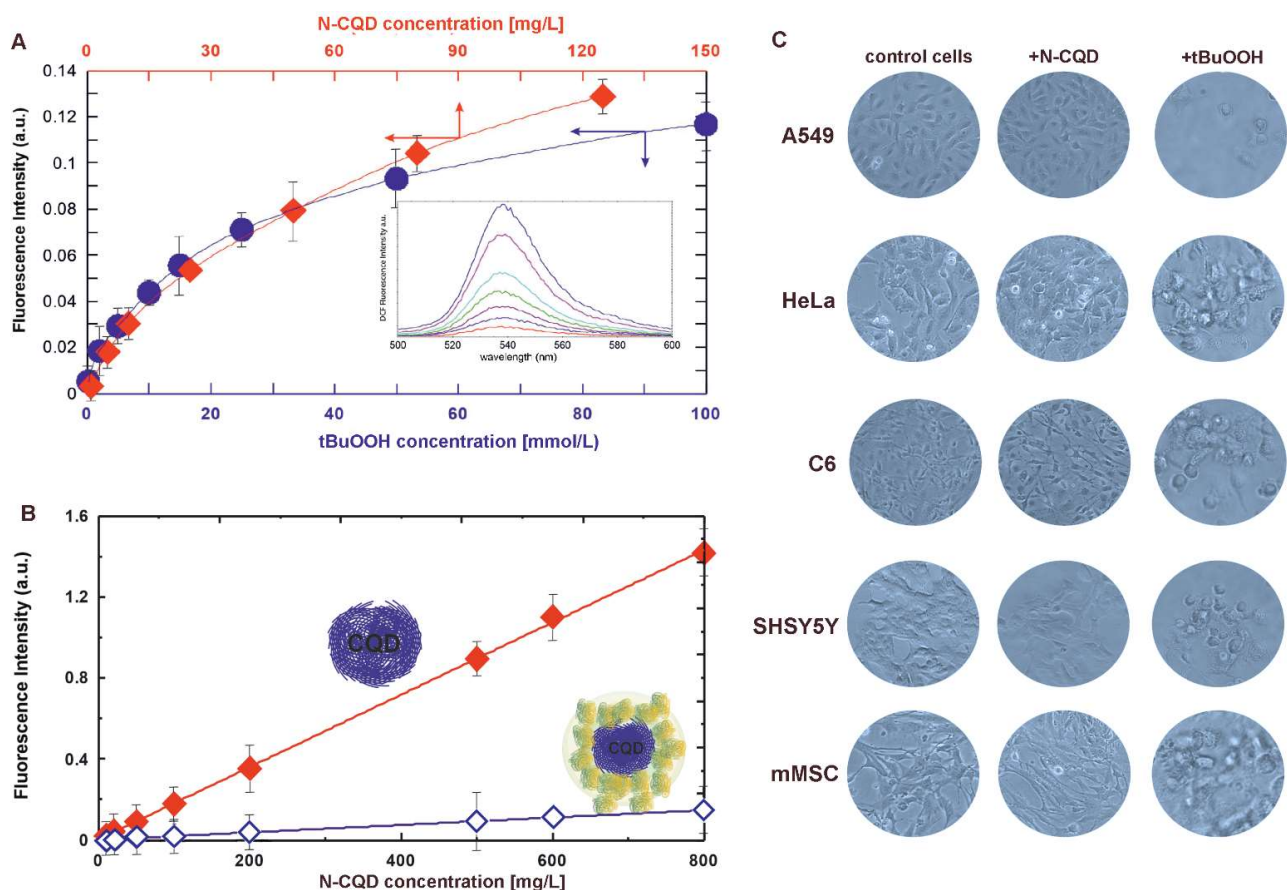 A
N-CQD concentration [mg/L]
0 30 60 90 120 150
Fluorescence Intensity (a.u.)
0.14
0.12
0.1
0.08
0.06
0.04
0.02
0
DCF Fluorescence Intensity a.u.
500 520 540 560 580 600
wavelength (nm)
0 20 40 60 80 100
tBuOOH concentration [mmol/L]
B
Fluorescence Intensity (a.u.)
1.6
1.2
0.8
0.4
0
CQD
CQD
0 200 400 600 800
N-CQD concentration [mg/L]
C
control cells +N-CQD +tBuOOH
A549
HeLa
C6
SHSY5Y
mMSC